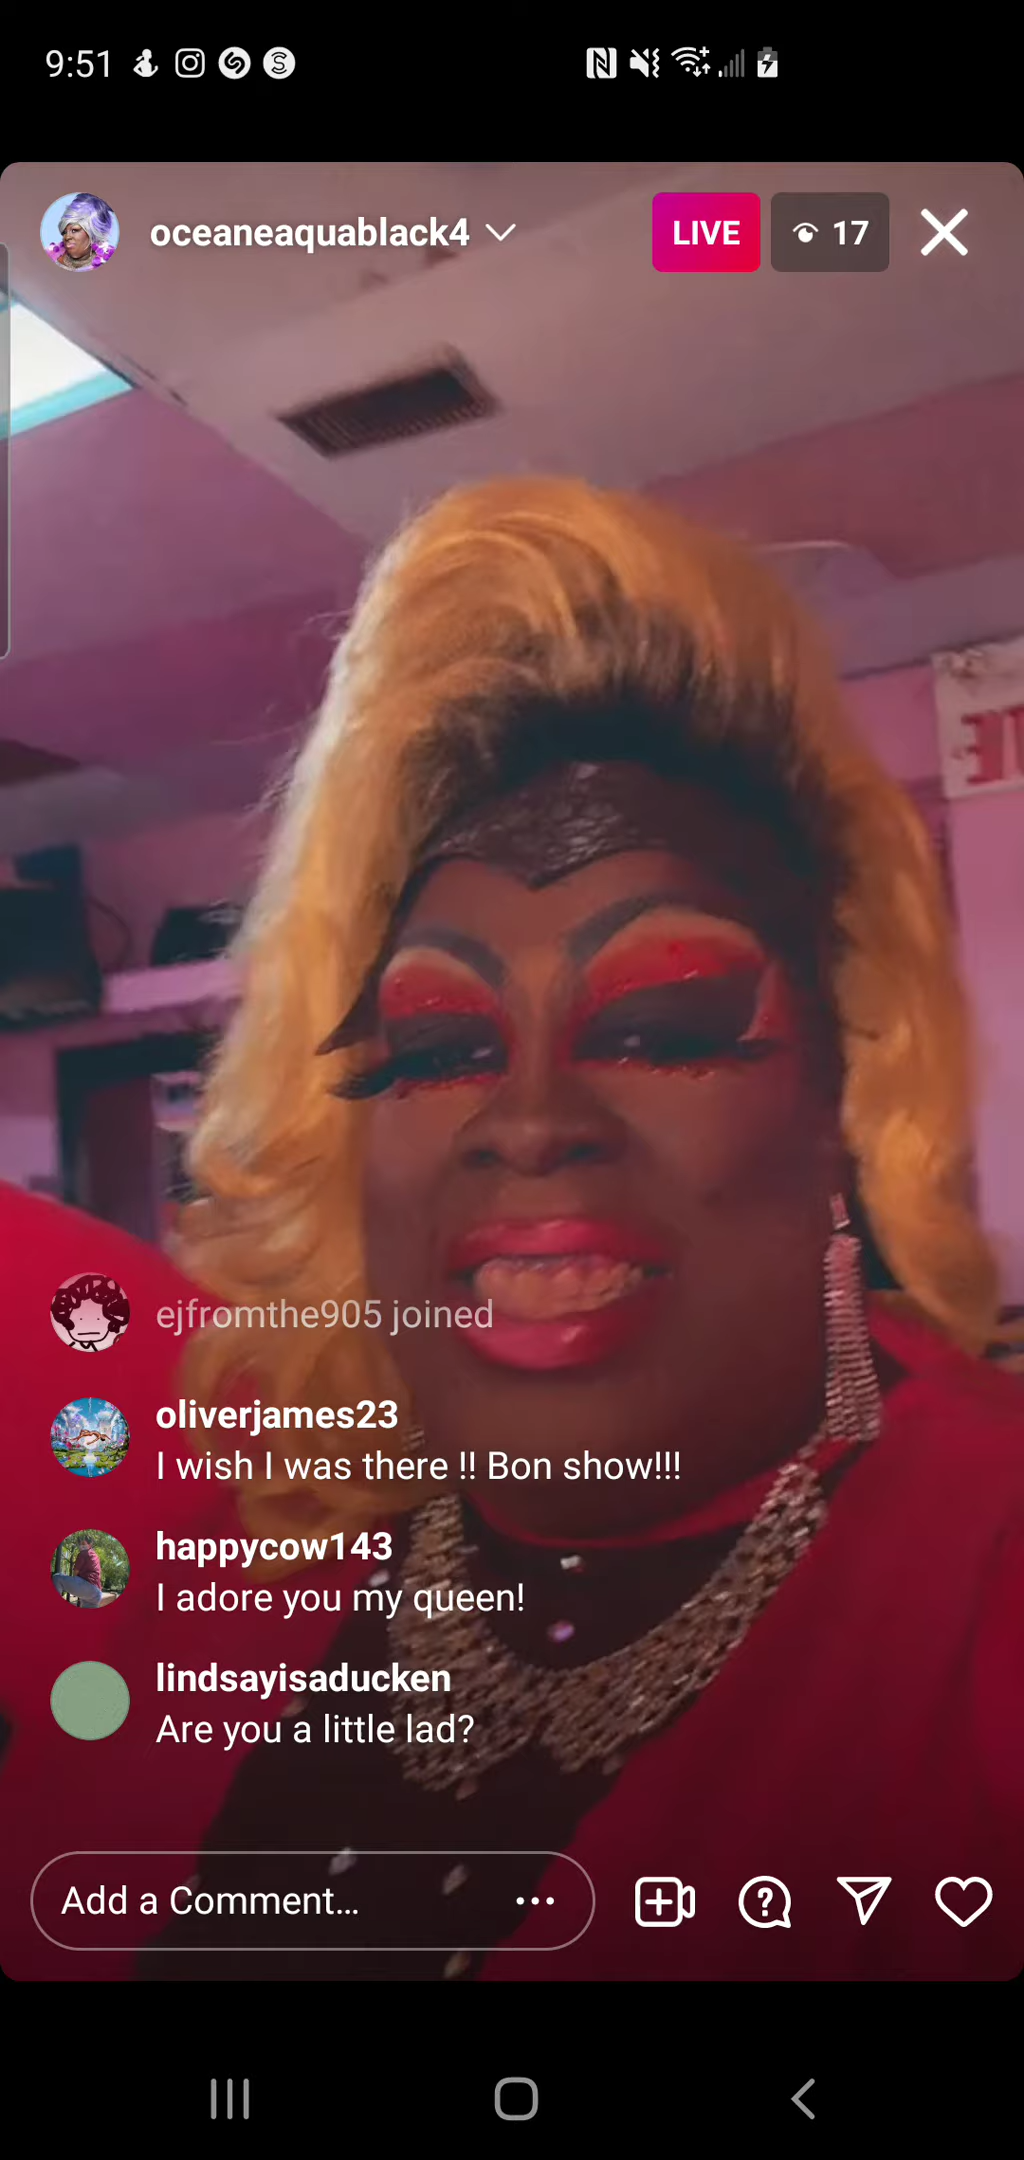 9:51
oceaneaquablack4
LIVE
17
ejfromthe905 joined
oliverjames23
I wish I was there !! Bon show!!!
happycow143
I adore you my queen!
lindsayisaducken
Are you a little lad?
Add a Comment...